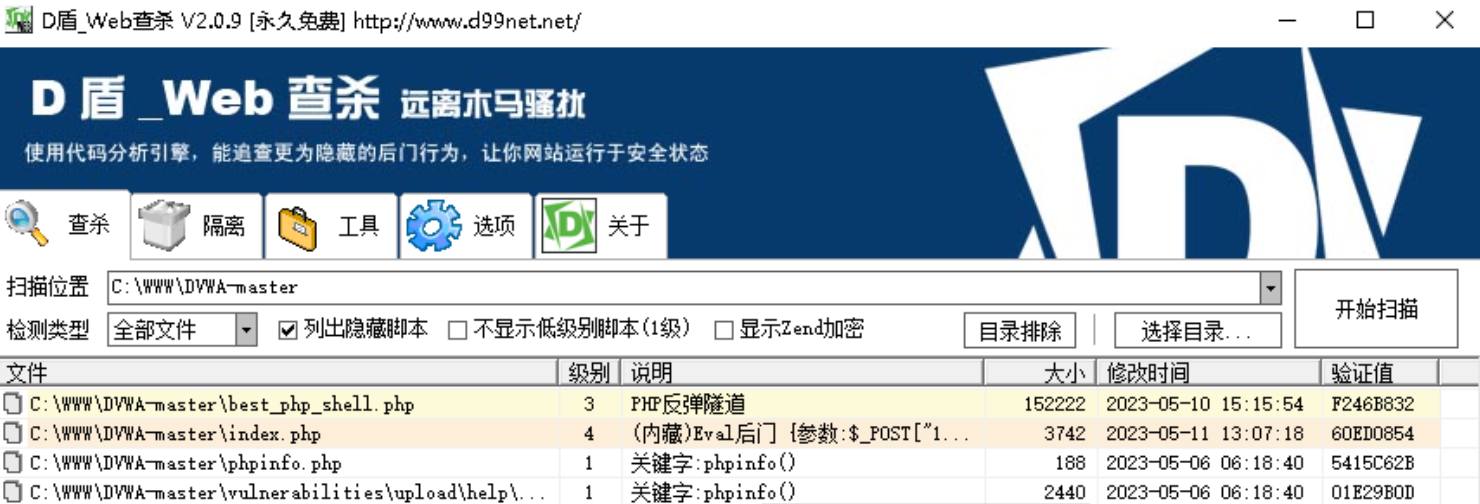 D盾_Web查杀 V2.0.9 [永久免费] http://www.d99net.net/
D盾_Web查杀 远离木马骚扰
使用代码分析引擎，能追查更为隐藏的后门行为，让你网站运行于安全状态
查杀 隔离 工具 选项 关于
扫描位置 C:\WWW\DVWA-master 开始扫描
检测类型 全部文件 列出隐藏脚本 不显示低级别脚本(1级) 显示Zend加密 目录排除 选择目录...
文件 级别 说明 大小 修改时间 验证值
C:\WWW\DVWA-master\best_php_shell.php 3 PHP反弹隧道 152222 2023-05-10 15:15:54 F246B832
C:\WWW\DVWA-master\index.php 4 (内藏)Eval后门 {参数:$_POST["1... 3742 2023-05-11 13:07:18 60ED0854
C:\WWW\DVWA-master\phpinfo.php 1 关键字:phpinfo() 188 2023-05-06 06:18:40 5415C62B
C:\WWW\DVWA-master\vulnerabilities\upload\help\... 1 关键字:phpinfo() 2440 2023-05-06 06:18:40 01E29B0D